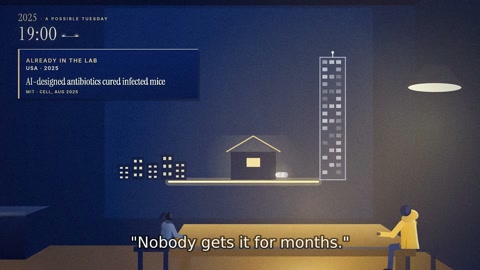 2025 · A POSSIBLE TUESDAY
19:00
ALREADY IN THE LAB
USA · 2025
AI-designed antibiotics cured infected mice
MIT · CELL, AUG 2025
"Nobody gets it for months."